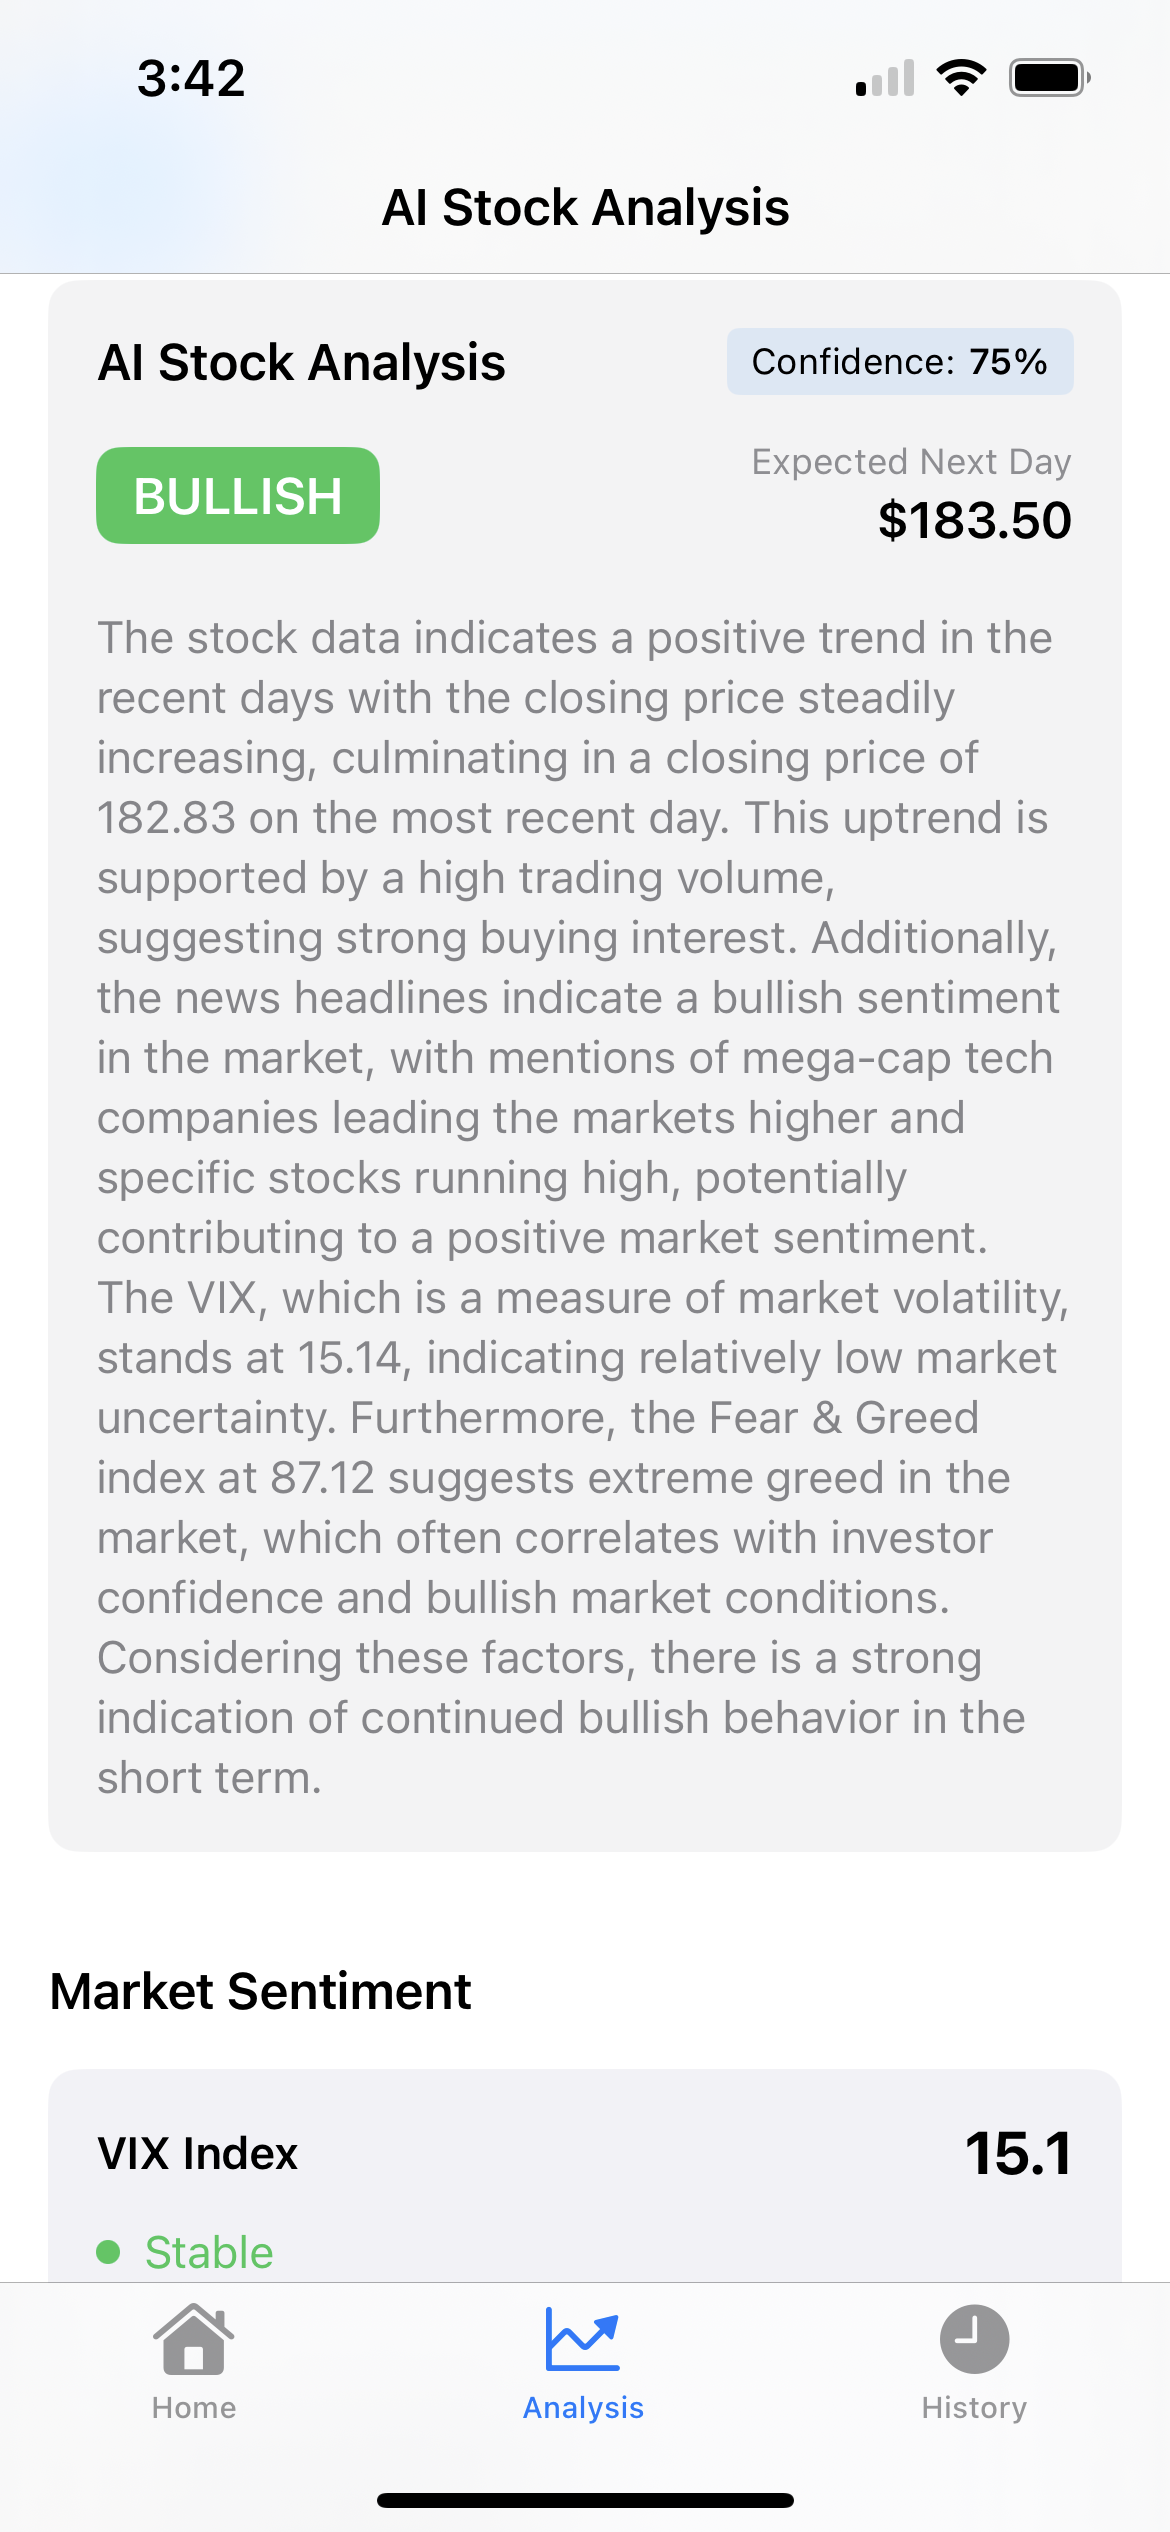 3:42
AI Stock Analysis
AI Stock Analysis
Confidence: 75%
BULLISH
Expected Next Day
$183.50
The stock data indicates a positive trend in the
recent days with the closing price steadily
increasing, culminating in a closing price of
182.83 on the most recent day. This uptrend is
supported by a high trading volume,
suggesting strong buying interest. Additionally,
the news headlines indicate a bullish sentiment
in the market, with mentions of mega-cap tech
companies leading the markets higher and
specific stocks running high, potentially
contributing to a positive market sentiment.
The VIX, which is a measure of market volatility,
stands at 15.14, indicating relatively low market
uncertainty. Furthermore, the Fear & Greed
index at 87.12 suggests extreme greed in the
market, which often correlates with investor
confidence and bullish market conditions.
Considering these factors, there is a strong
indication of continued bullish behavior in the
short term.
Market Sentiment
VIX Index
15.1
Stable
Home
Analysis
History